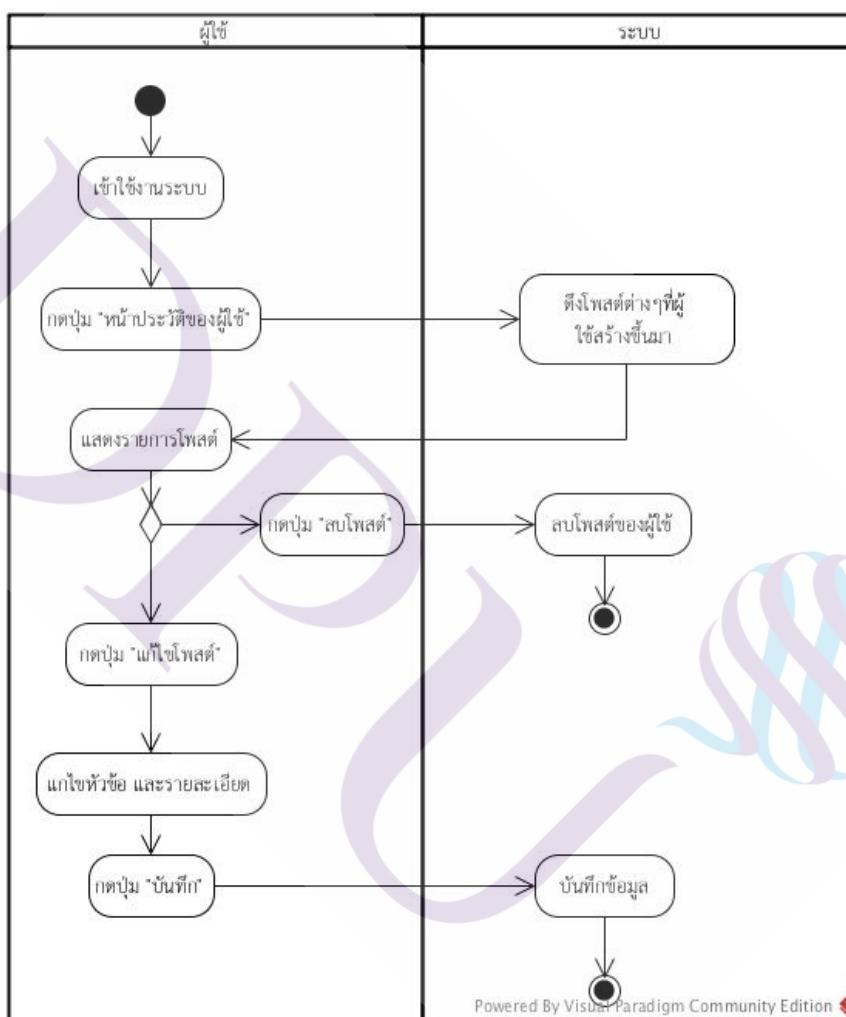 ผู้ใช้
ระบบ
เข้าใช้งานระบบ
กดปุ่ม "หน้าประวัติของผู้ใช้"
ดึงโพสต์ต่างๆที่ผู้
ใช้สร้างขึ้นมา
แสดงรายการโพสต์
กดปุ่ม "ลบโพสต์"
ลบโพสต์ของผู้ใช้
กดปุ่ม "แก้ไขโพสต์"
แก้ไขหัวข้อ และรายละเอียด
กดปุ่ม "บันทึก"
บันทึกข้อมูล
Powered By Visual Paradigm Community Edition
DPU